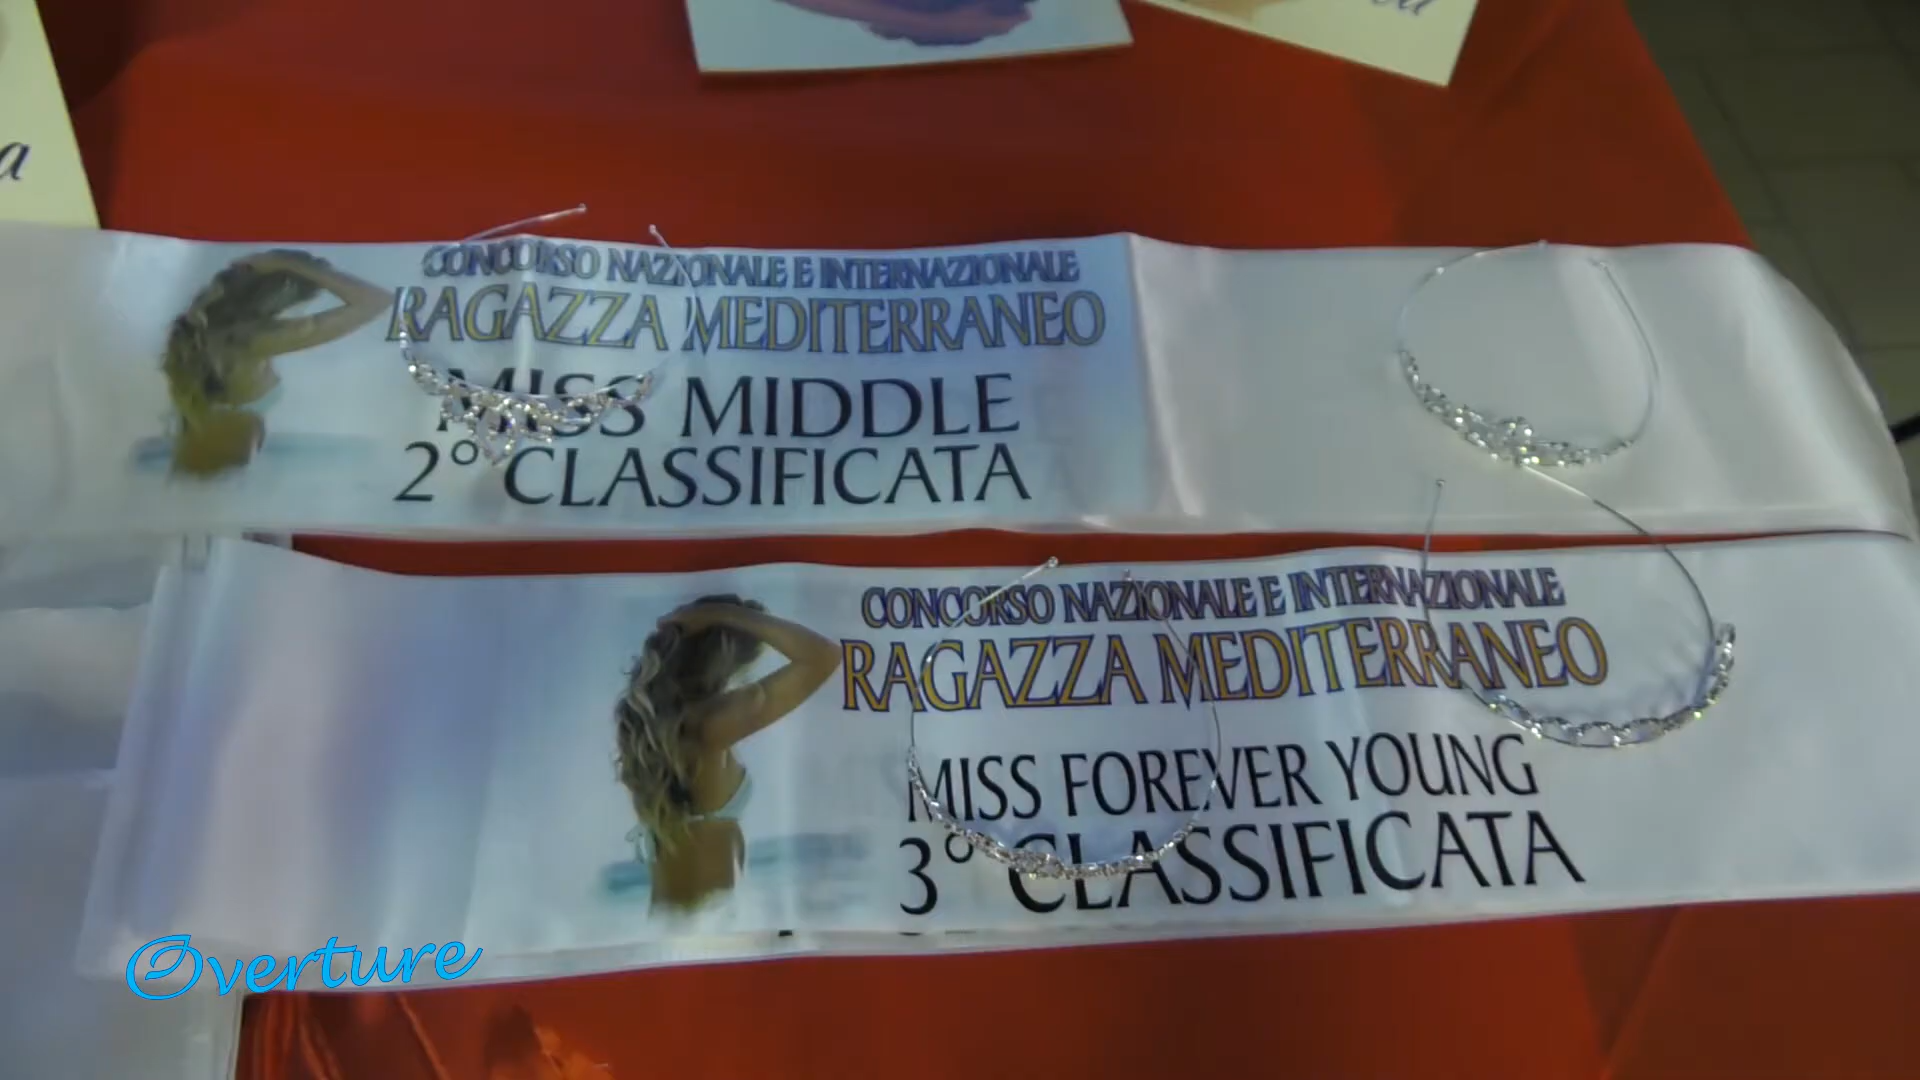 CONCORSO NAZIONALE E INTERNAZIONALE
RAGAZZA MEDITERRANEO
MISS MIDDLE
2° CLASSIFICATA
CONCORSO NAZIONALE E INTERNAZIONALE
RAGAZZA MEDITERRANEO
MISS FOREVER YOUNG
3° CLASSIFICATA
Overture